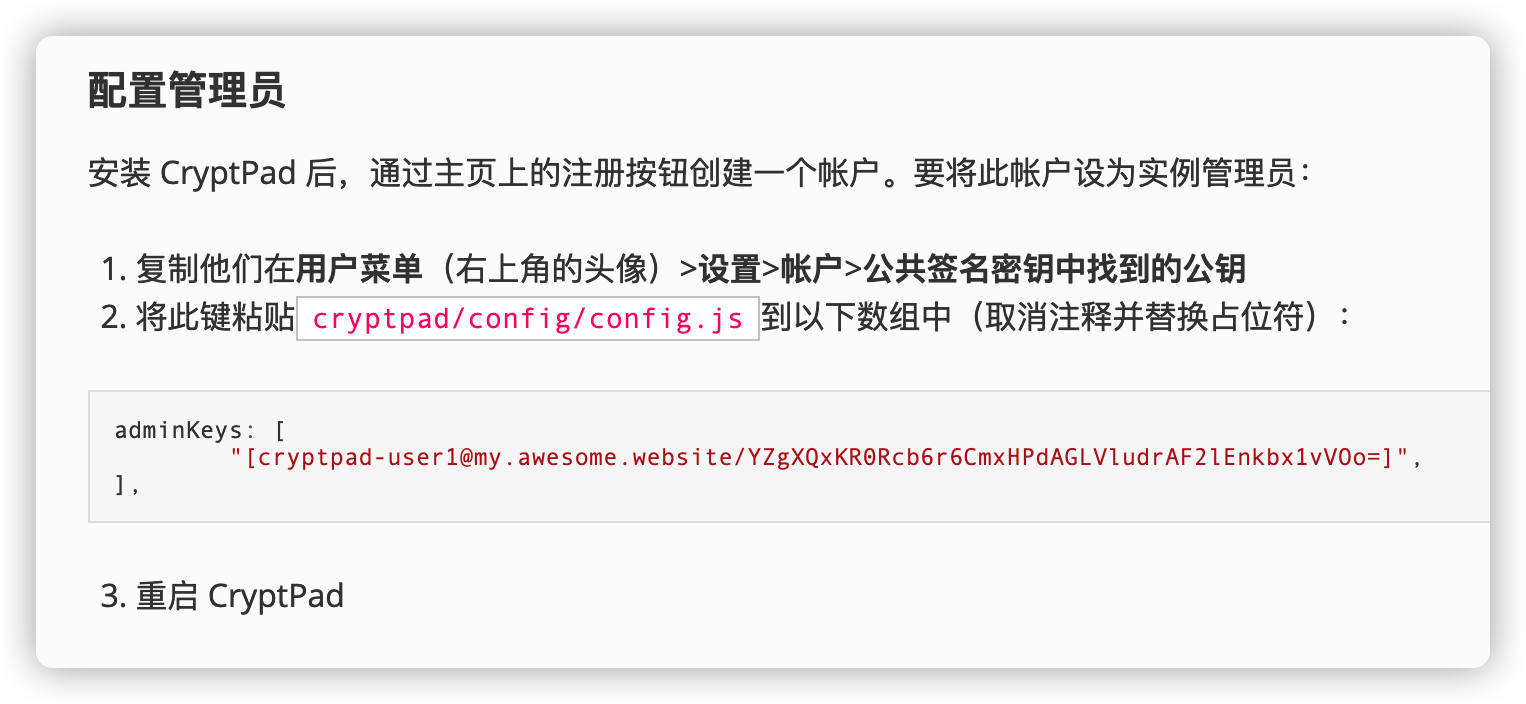 配置管理员
安装 CryptPad 后，通过主页上的注册按钮创建一个帐户。要将此帐户设为实例管理员：
1. 复制他们在用户菜单（右上角的头像）>设置>帐户>公共签名密钥中找到的公钥
2. 将此键粘贴 cryptpad/config/config.js 到以下数组中（取消注释并替换占位符）：
adminKeys: [
"[cryptpad-user1@my.awesome.website/YZgXQxKR0Rcb6r6CmxHPdAGLVludrAF2lEnkbx1vVOo=]",
],
3. 重启 CryptPad